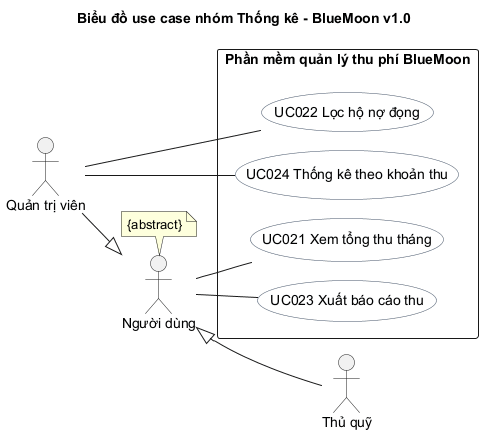 Biểu đồ use case nhóm Thống kê - BlueMoon v1.0
Phần mềm quản lý thu phí BlueMoon
UC022 Lọc hộ nợ đọng
UC024 Thống kê theo khoản thu
Quản trị viên
{abstract}
UC021 Xem tổng thu tháng
UC023 Xuất báo cáo thu
Người dùng
Thủ quỹ